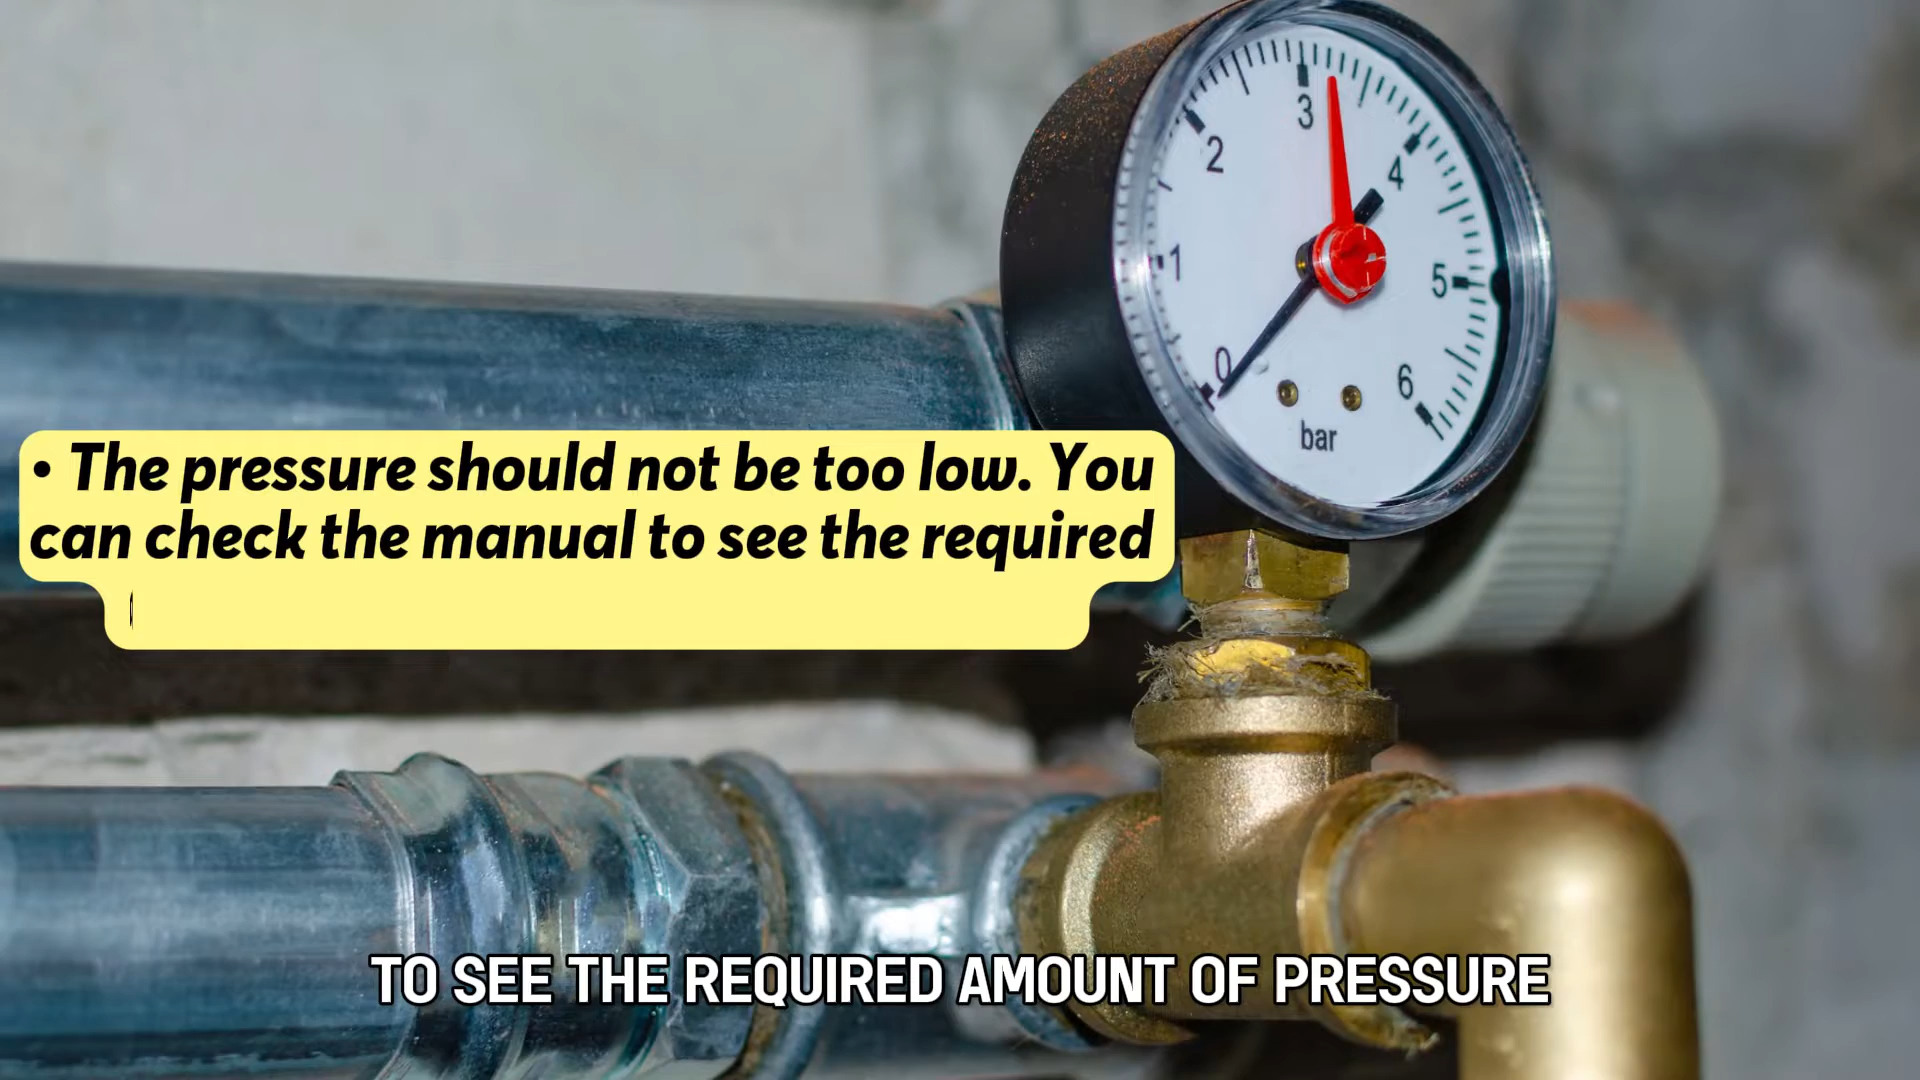 3
2
4
1
5
0
6
bar
• The pressure should not be too low. You
can check the manual to see the required
TO SEE THE REQUIRED AMOUNT OF PRESSURE